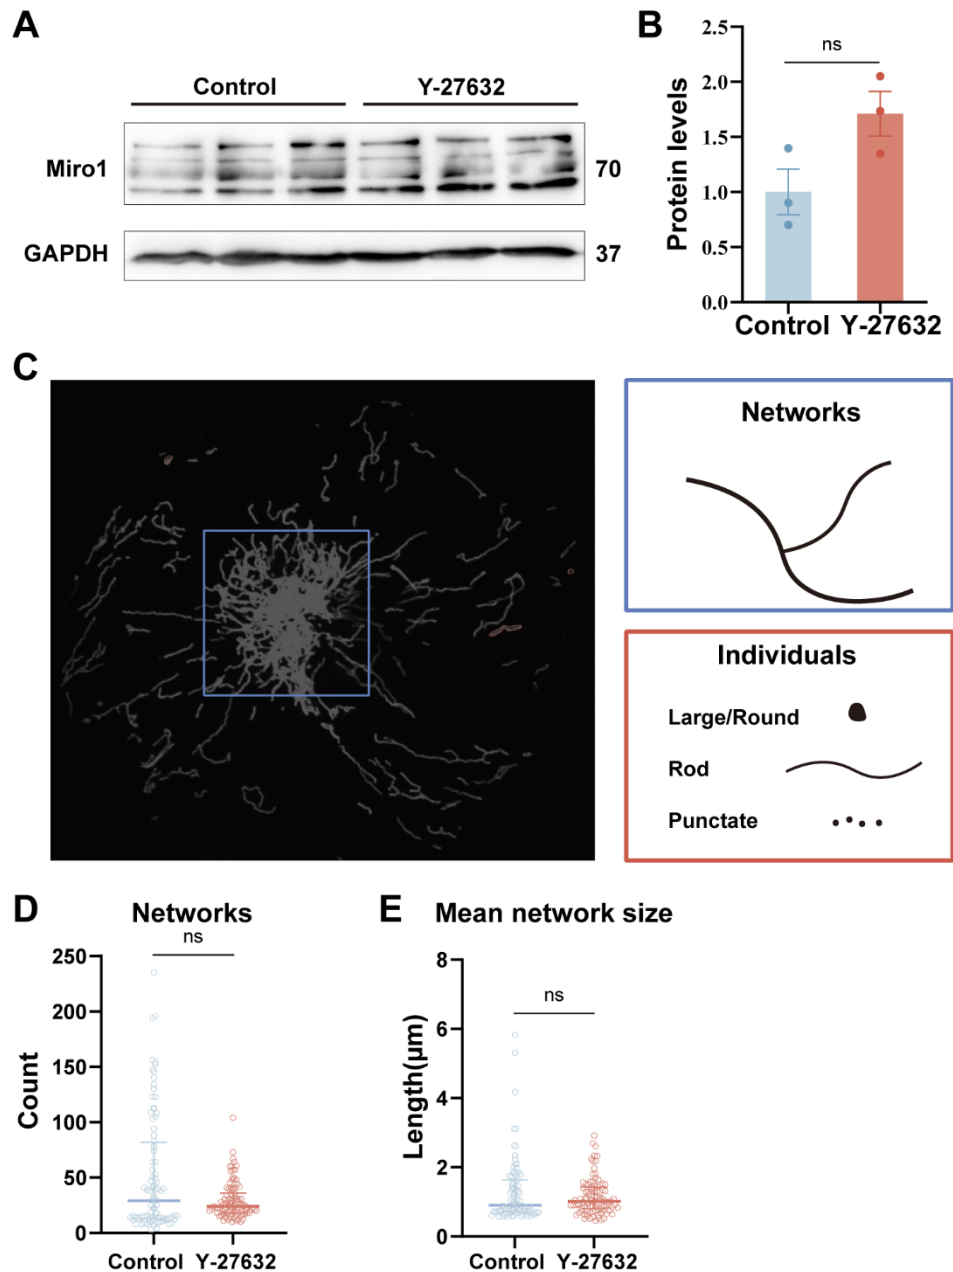 A
Control
Y-27632
Miro1
70
GAPDH
37
B
ns
Protein levels
2.5
2.0
1.5
1.0
0.5
0.0
Control
Y-27632
C
Networks
Individuals
Large/Round
Rod
Punctate
D
Networks
ns
Count
250
200
150
100
50
0
Control
Y-27632
E
Mean network size
ns
Length(μm)
8
6
4
2
0
Control
Y-27632